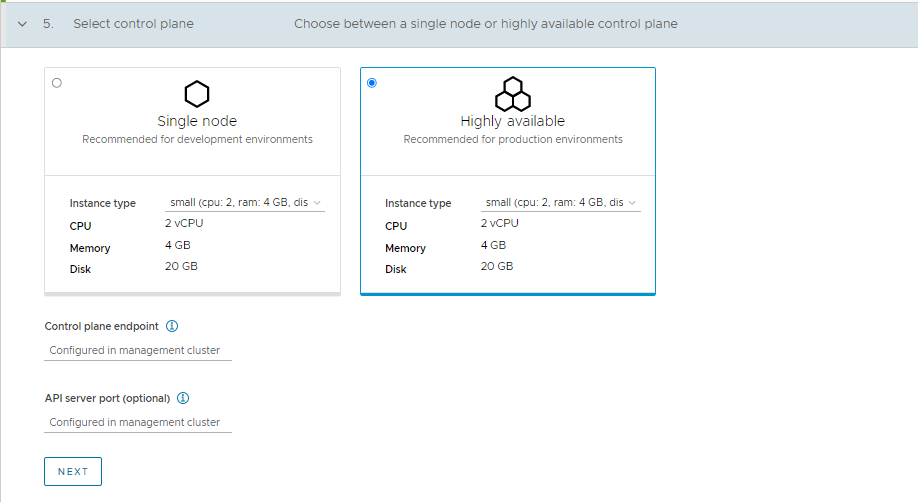 5. Select control plane Choose between a single node or highly available control plane
Single node
Recommended for development environments
Instance type small (cpu: 2, ram: 4 GB, dis
CPU 2 vCPU
Memory 4 GB
Disk 20 GB
Highly available
Recommended for production environments
Instance type small (cpu: 2, ram: 4 GB, dis
CPU 2 vCPU
Memory 4 GB
Disk 20 GB
Control plane endpoint
Configured in management cluster
API server port (optional)
Configured in management cluster
NEXT